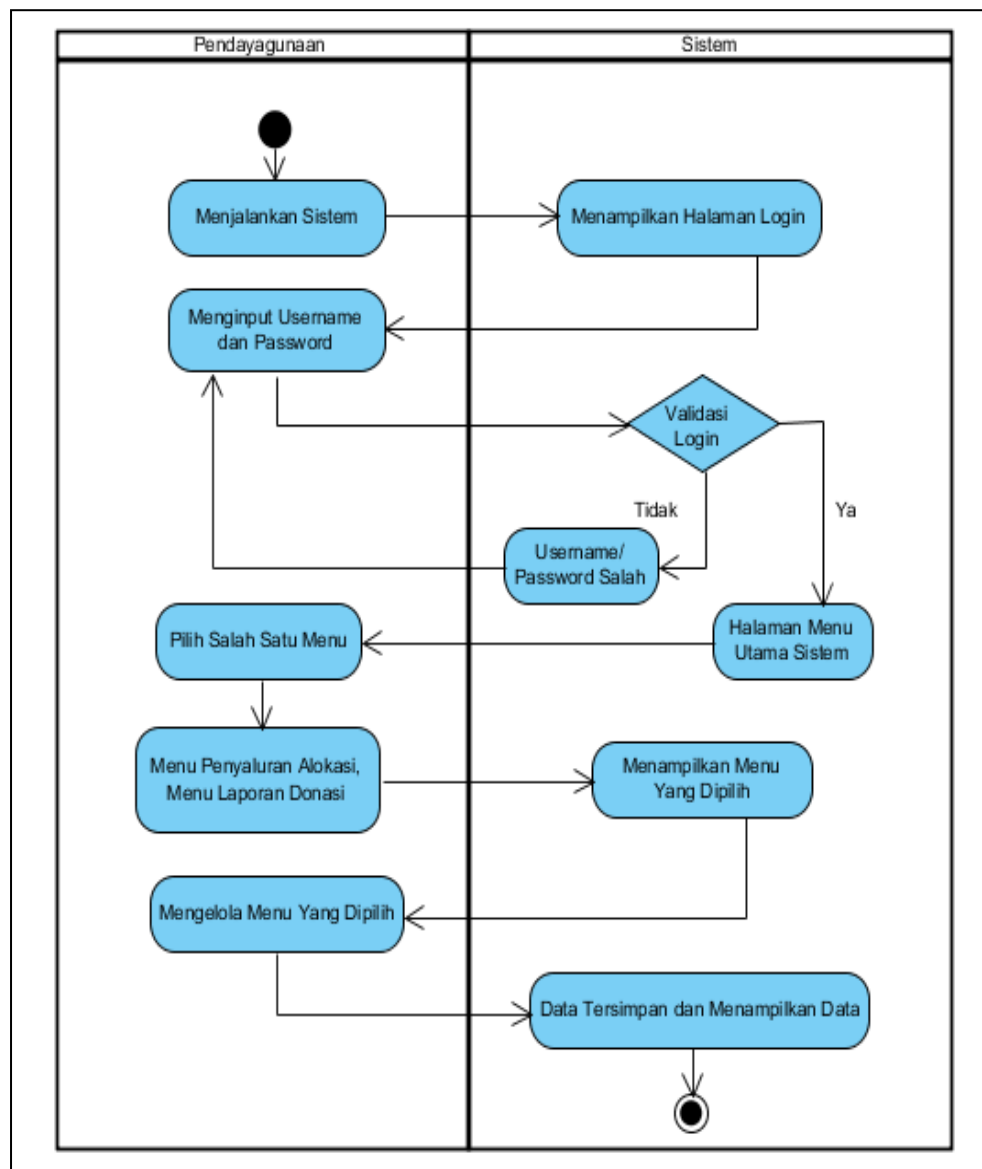 Pendayagunaan
Sistem
Menjalankan Sistem
Menampilkan Halaman Login
Menginput Username
dan Password
Validasi
Login
Tidak
Ya
Username/
Password Salah
Halaman Menu
Utama Sistem
Pilih Salah Satu Menu
Menu Penyaluran Alokasi,
Menu Laporan Donasi
Menampilkan Menu
Yang Dipilih
Mengelola Menu Yang Dipilih
Data Tersimpan dan Menampilkan Data